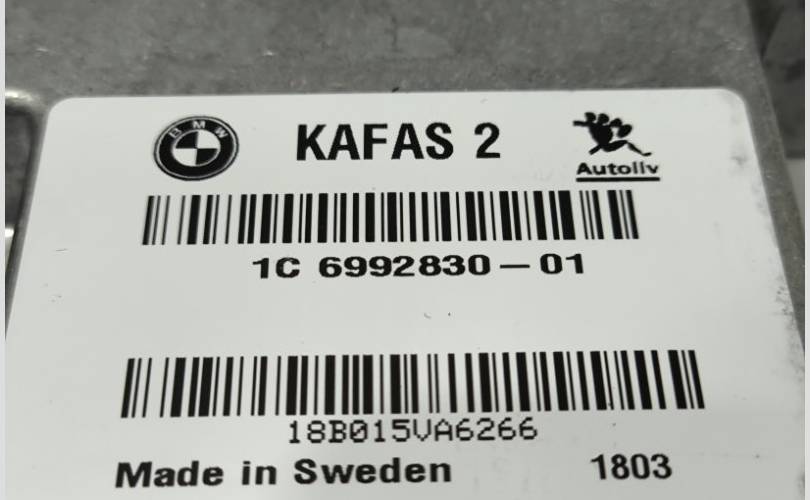 BMW KAFAS 2 Autoliv
1C 6992830-01
18B015VA6266
Made in Sweden 1803